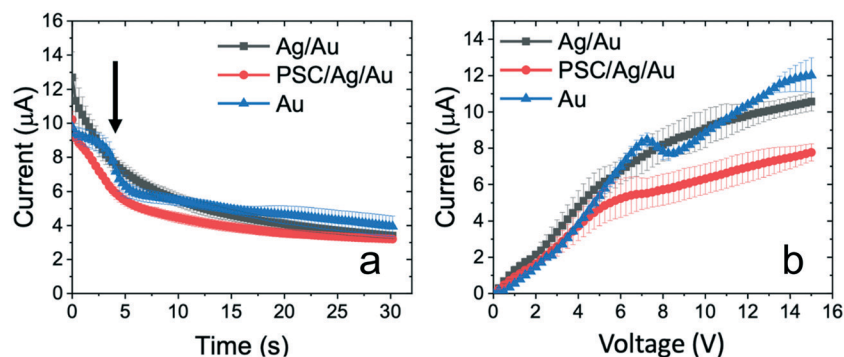 16
14
12
10
8
6
4
2
0
Current (µA)
Ag/Au
PSC/Ag/Au
Au
a
0 5 10 15 20 25 30
Time (s)
16
14
12
10
8
6
4
2
0
Current (µA)
Ag/Au
PSC/Ag/Au
Au
b
0 2 4 6 8 10 12 14 16
Voltage (V)